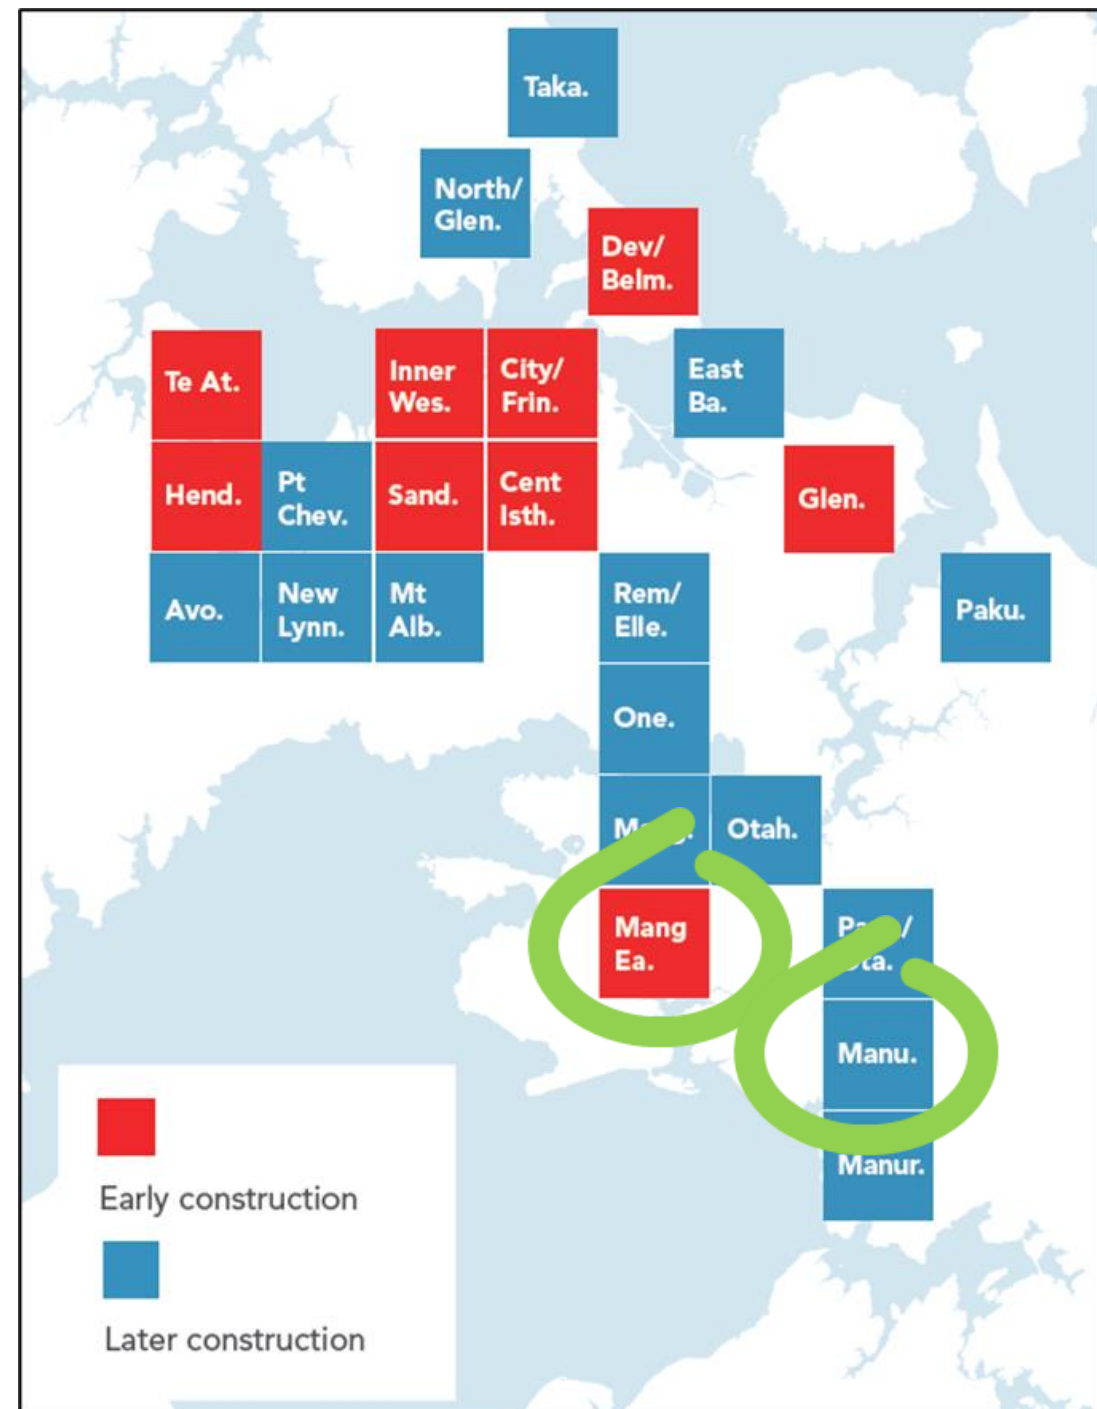 Taka.
North/
Glen.
Dev/
Belm.
Te At.
Inner
Wes.
City/
Frin.
East
Ba.
Hend.
Pt
Chev.
Sand.
Cent
Isth.
Glen.
Avo.
New
Lynn.
Mt
Alb.
Rem/
Elle.
Paku.
One.
Otah.
Mang
Ea.
Manu.
Manur.
Early construction
Later construction